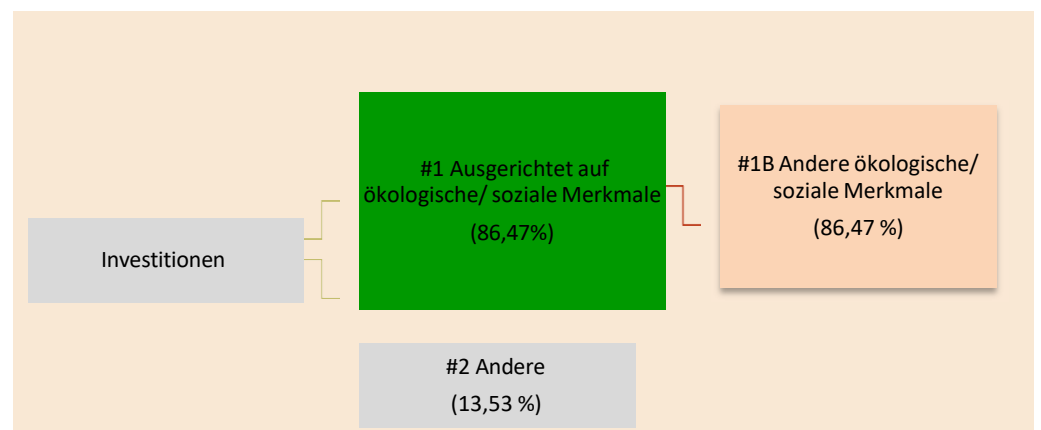 Investitionen
#1 Ausgerichtet auf
ökologische/ soziale Merkmale
(86,47%)
#1B Andere ökologische/
soziale Merkmale
(86,47 %)
#2 Andere
(13,53 %)